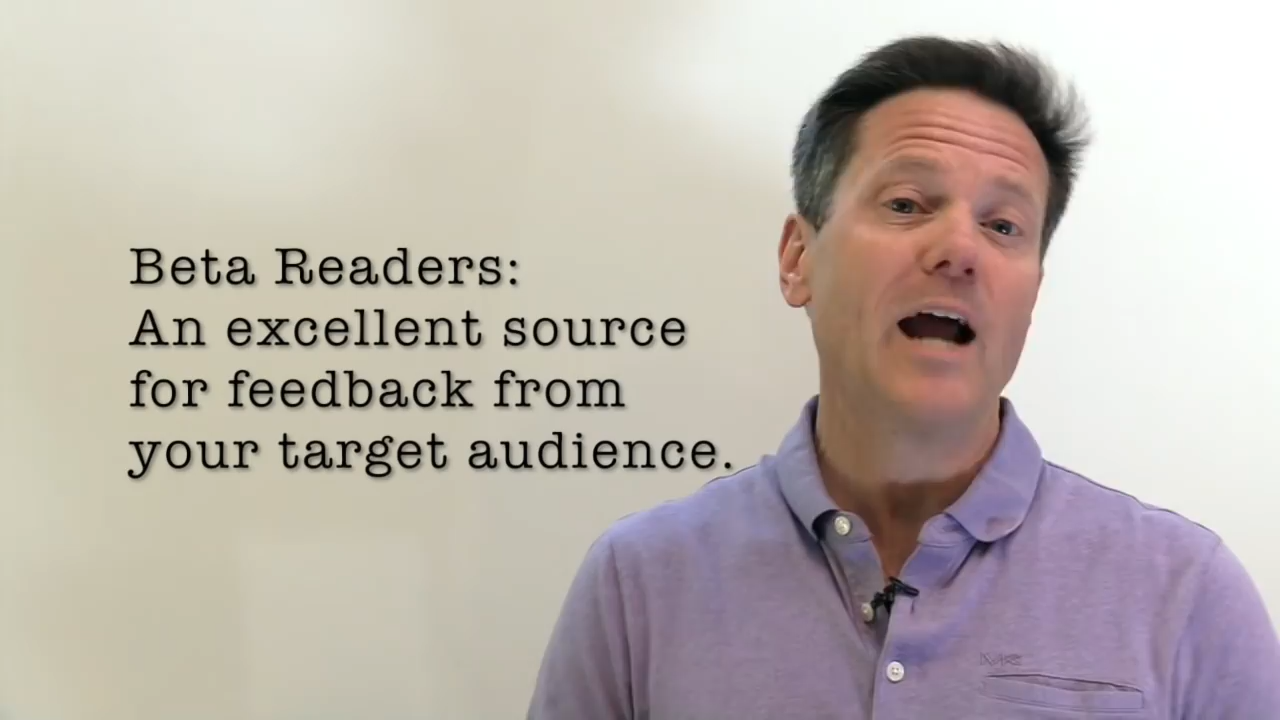 Beta Readers:
An excellent source
for feedback from
your target audience.